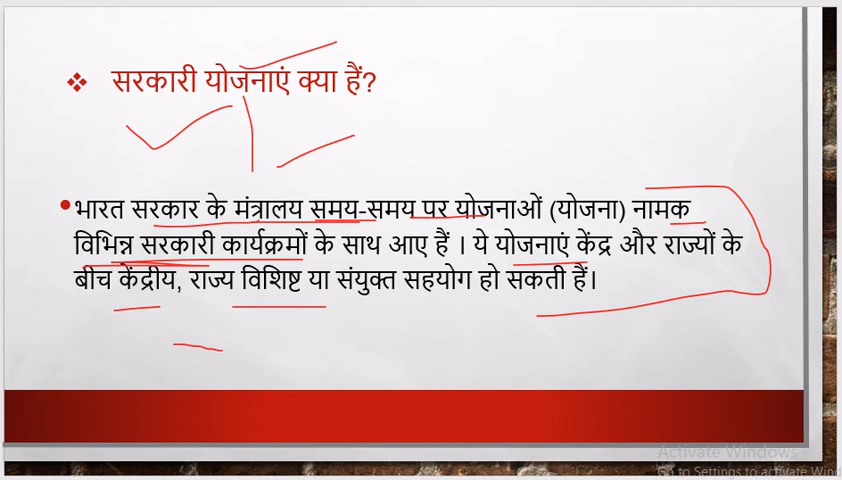 ❖ सरकारी योजनाएं क्या हैं?
• भारत सरकार के मंत्रालय समय-समय पर योजनाओं (योजना) नामक
विभिन्न सरकारी कार्यक्रमों के साथ आए हैं । ये योजनाएं केंद्र और राज्यों के
बीच केंद्रीय, राज्य विशिष्ट या संयुक्त सहयोग हो सकती हैं।
Activate Windows
Go to Settings to activate Wind